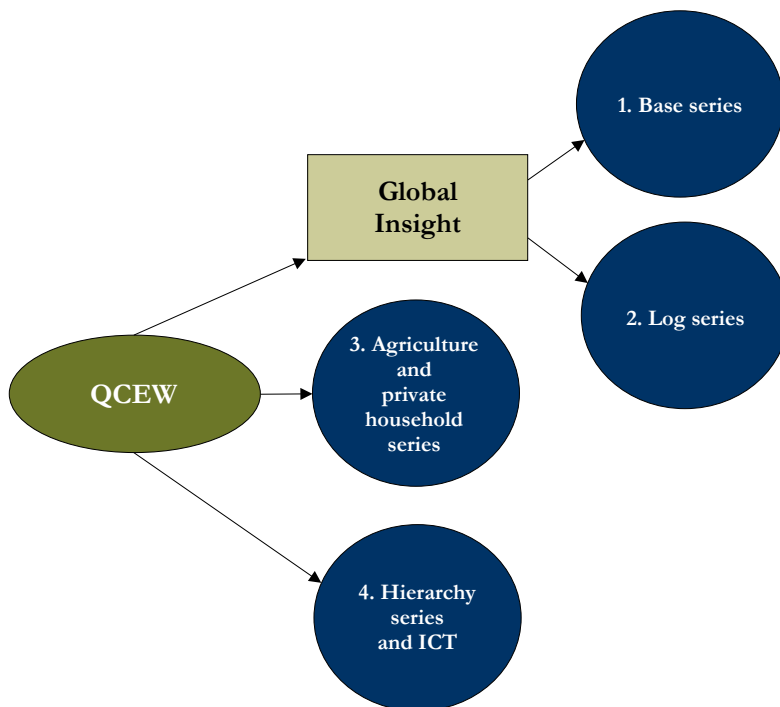 1. Base series
Global
Insight
2. Log series
3. Agriculture
and
private
household
series
QCEW
4. Hierarchy
series
and ICT